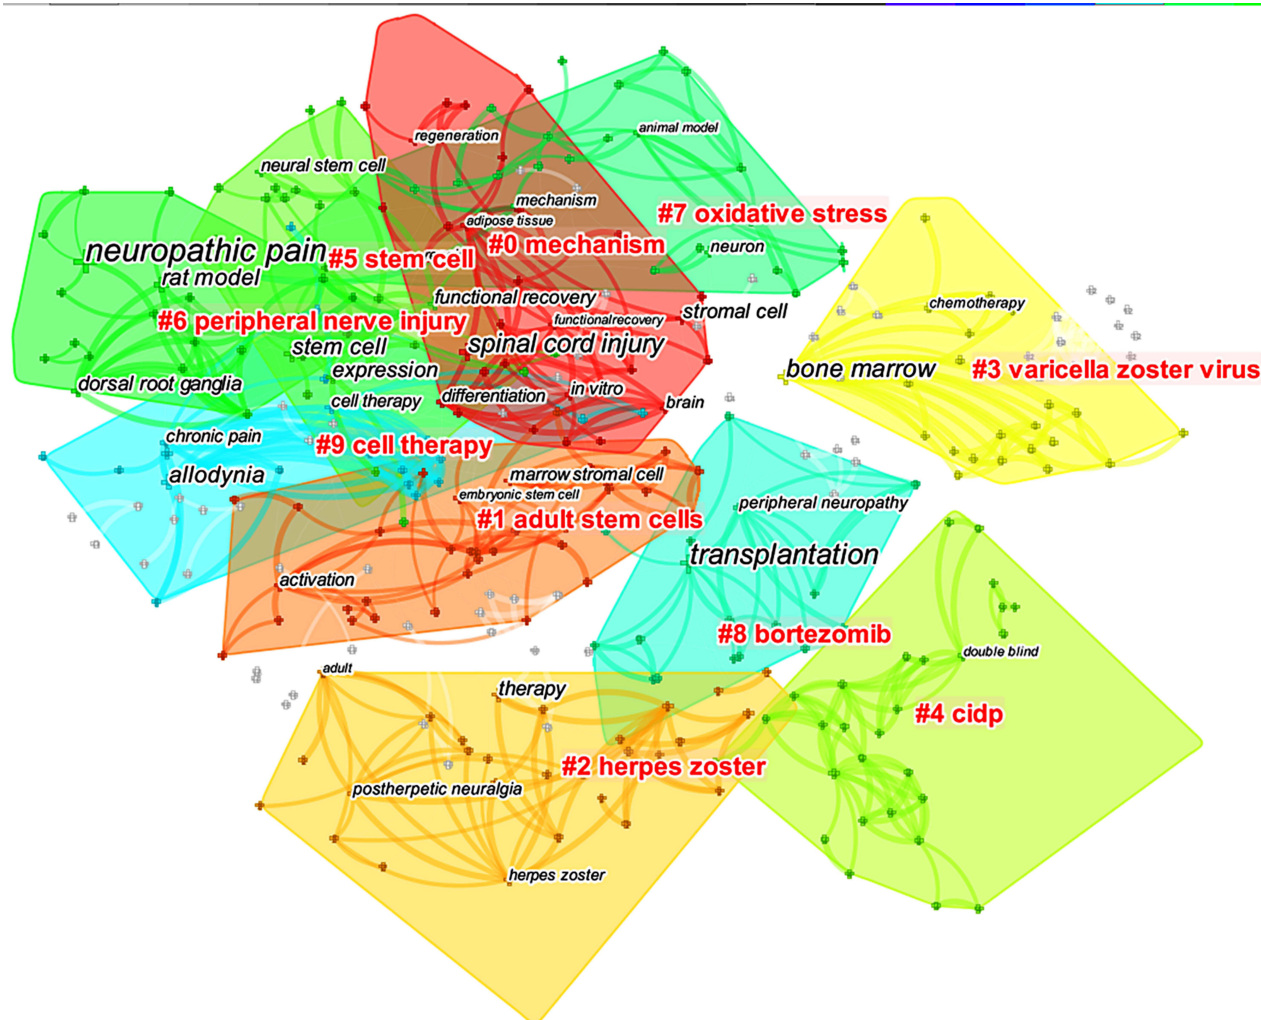 regeneration
animal model
neural stem cell
mechanism
adipose tissue
#7 oxidative stress
#0 mechanism
neuropathic pain
neuron
#5 stem cell
rat model
functional recovery
chemotherapy
stromal cell
#6 peripheral nerve injury
functionalrecovery
spinal cord injury
stem cell
expression
bone marrow
#3 varicella zoster virus
dorsal root ganglia
differentiation
in vitro
cell therapy
brain
chronic pain
#9 cell therapy
allodynia
marrow stromal cell
embryonic stem cell
peripheral neuropathy
#1 adult stem cells
transplantation
activation
#8 bortezomib
double blind
adult
therapy
#4 cidp
#2 herpes zoster
postherpetic neuralgia
herpes zoster